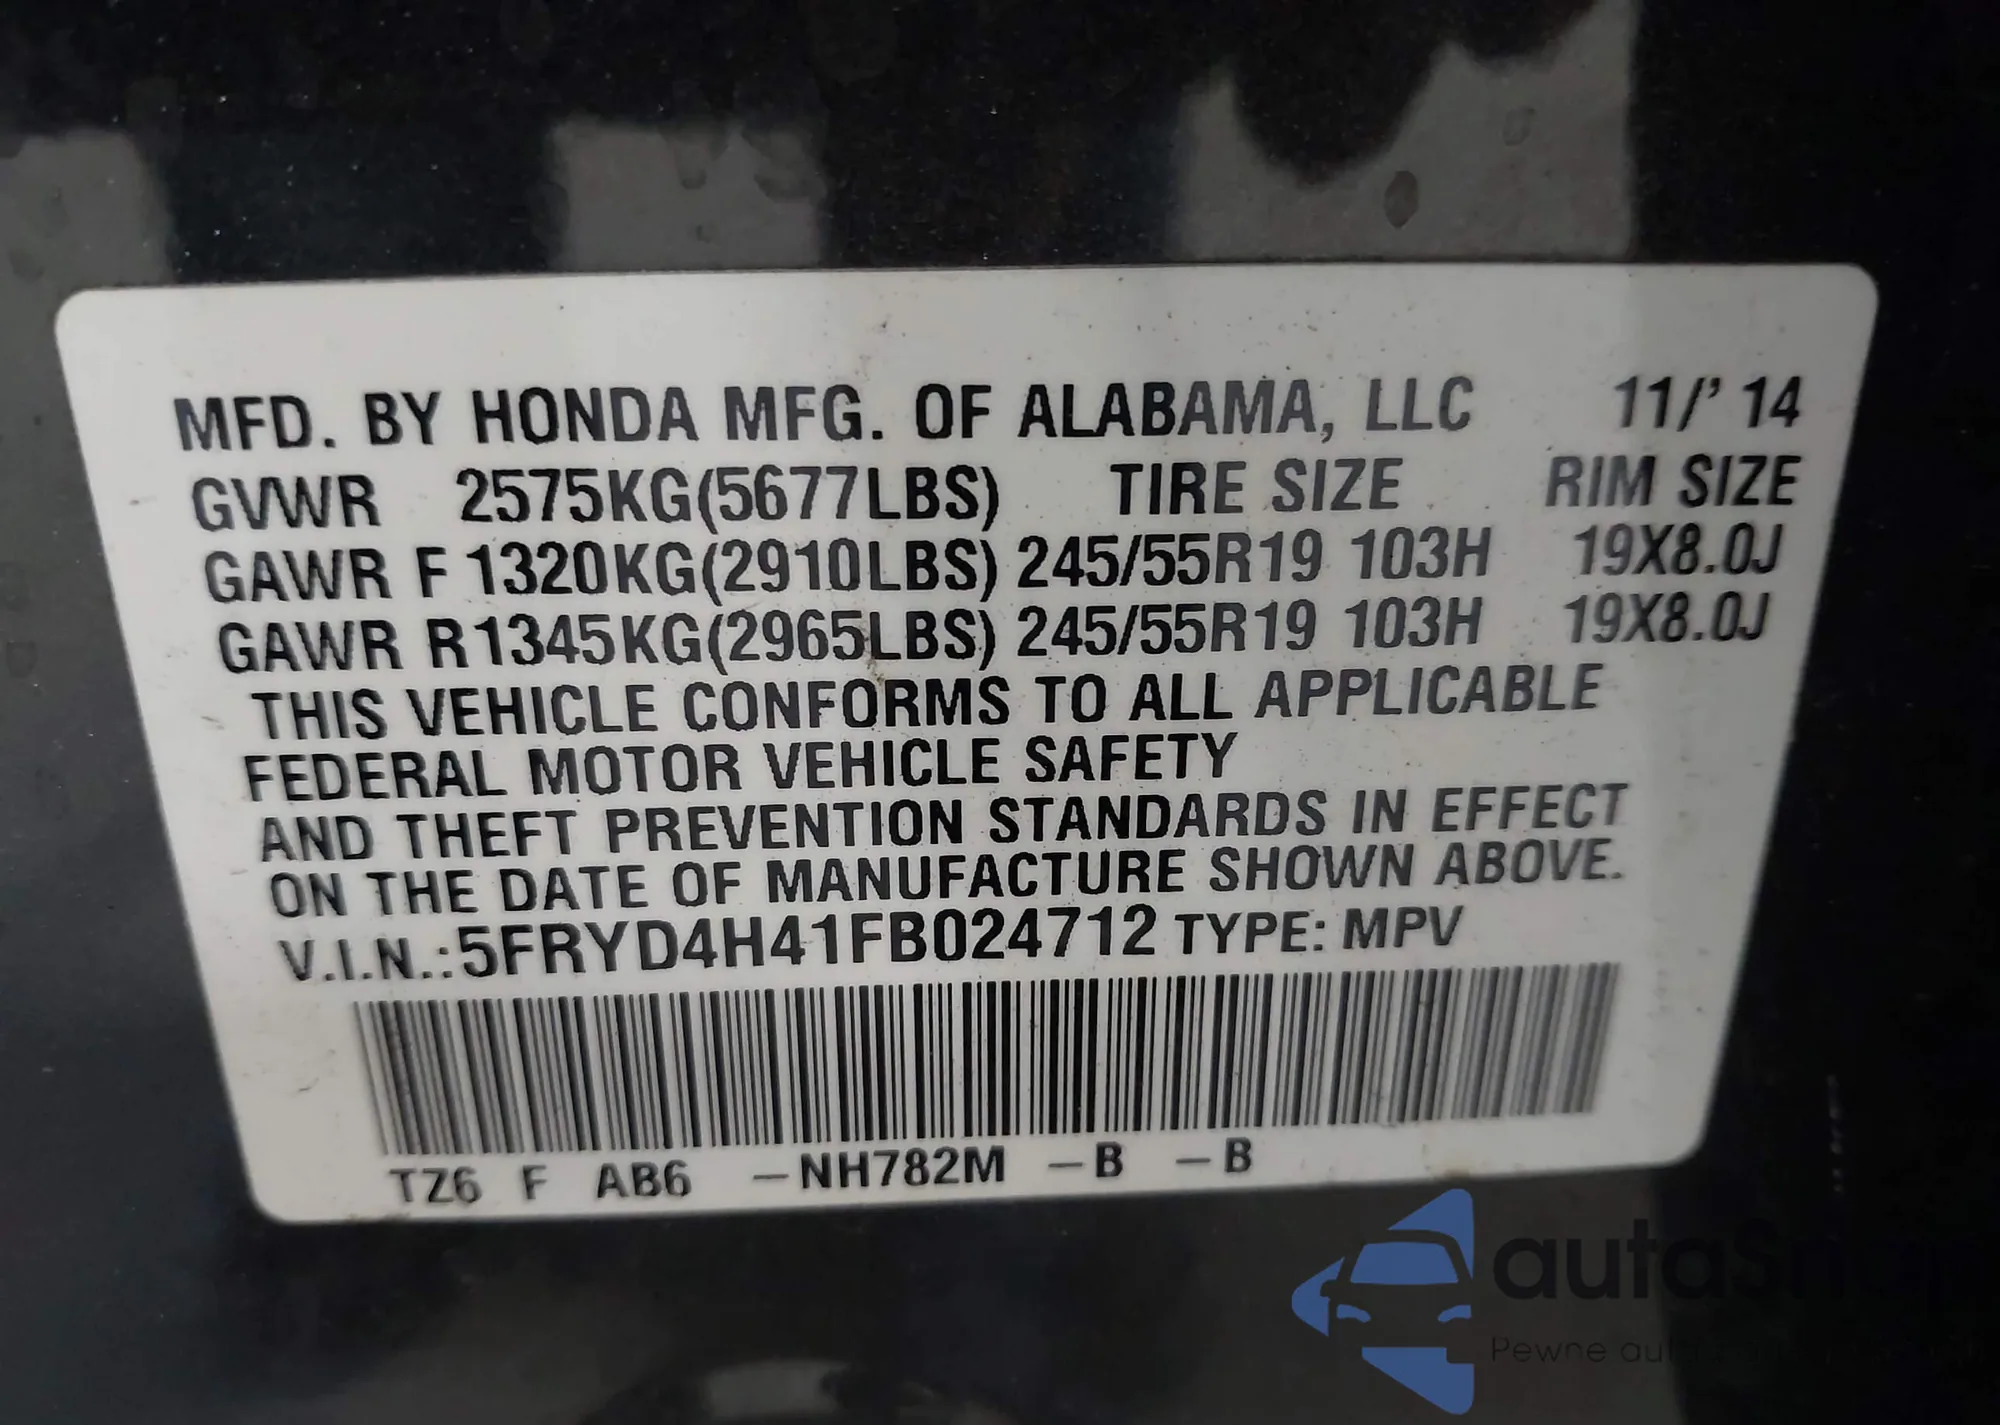 MFD. BY HONDA MFG. OF ALABAMA, LLC 11/' 14
GVWR 2575KG(5677LBS) TIRE SIZE RIM SIZE
GAWR F 1320KG(2910LBS) 245/55R19 103H 19X8.0J
GAWR R 1345KG(2965LBS) 245/55R19 103H 19X8.0J
THIS VEHICLE CONFORMS TO ALL APPLICABLE
FEDERAL MOTOR VEHICLE SAFETY
AND THEFT PREVENTION STANDARDS IN EFFECT
ON THE DATE OF MANUFACTURE SHOWN ABOVE.
V.I.N.:5FRYD4H41FB024712 TYPE: MPV
TZ6 F AB6 –NH782M –B –B
Pewne